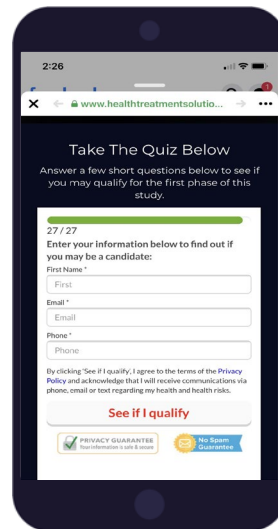 2:26
1
www.healthtreatmentsolutio...
Take The Quiz Below
Answer a few short questions below to see if
you may qualify for the first phase of this
study.
27 / 27
Enter your information below to find out if
you may be a candidate:
First Name *
First
Email *
Email
Phone *
Phone
By clicking 'See if I qualify', I agree to the terms of the Privacy
Policy and acknowledge that I will receive communications via
phone, email or text regarding my health and health risks.
See if I qualify
PRIVACY GUARANTEE
Your information is safe & secure
No Spam
Guarantee